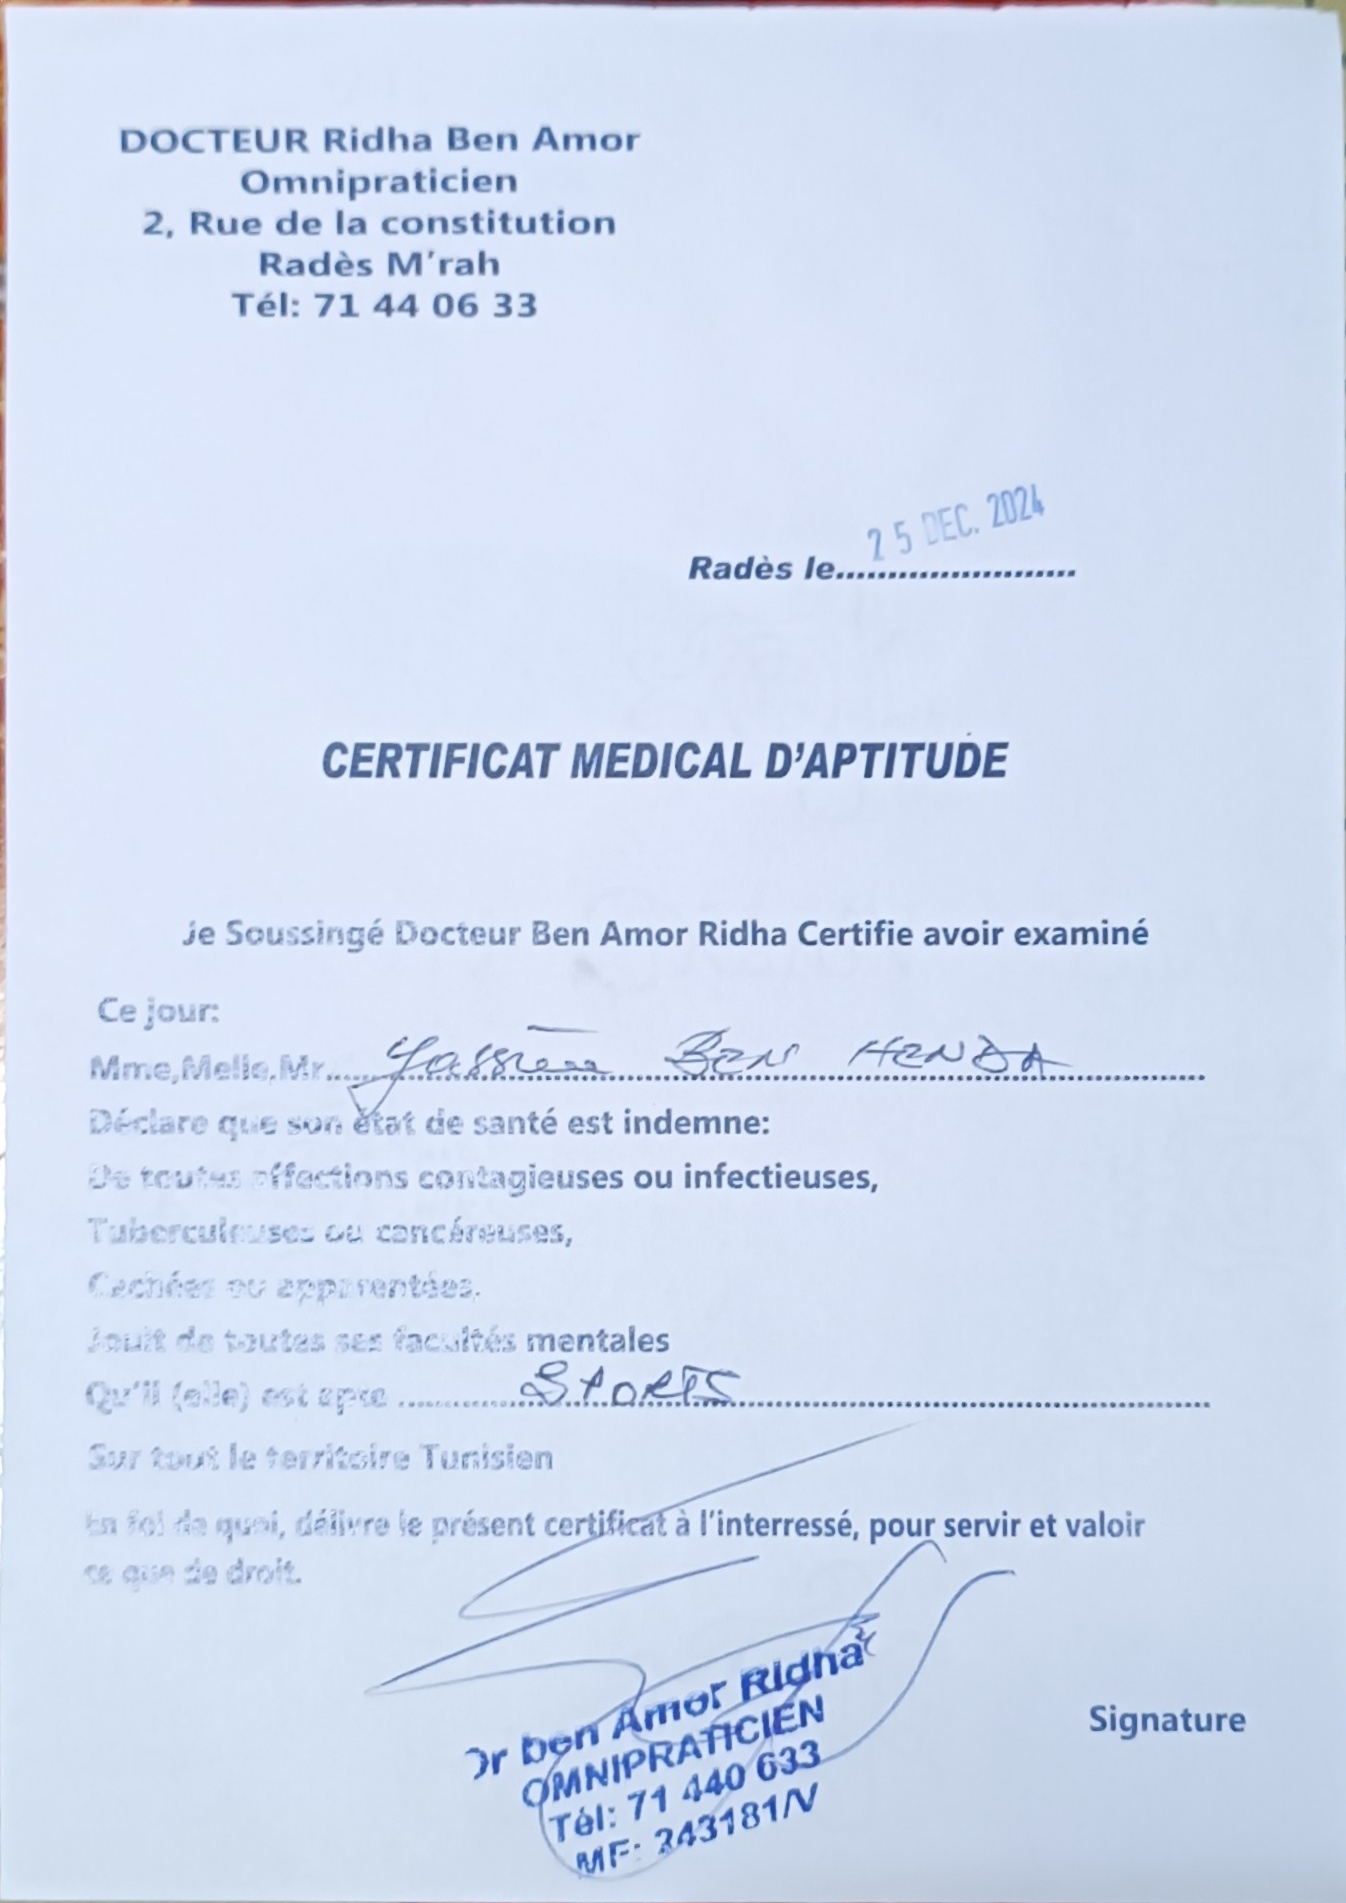 DOCTEUR Ridha Ben Amor
Omnipraticien
2, Rue de la constitution
Radès M'rah
Tél: 71 44 06 33
25 DEC. 2024
Radès le.......................
CERTIFICAT MEDICAL D'APTITUDE
Je Soussingé Docteur Ben Amor Ridha Certifie avoir examiné
Ce jour:
Mme,Melle,Mr..... Yassine BEN HENDA
Déclare que son état de santé est indemne:
De toutes affections contagieuses ou infectieuses,
Tuberculeuses ou cancéreuses,
Cachées ou apparentées.
Jouit de toutes ses facultés mentales
Qu'il (elle) est apte ............ SPORTS
Sur tout le territoire Tunisien
En foi de quoi, délivre le présent certificat à l'interressé, pour servir et valoir
ce que de droit.
Signature
Dr ben Amor Ridha
OMNIPRATICIEN
Tél: 71 440 633
MF: 343181/V